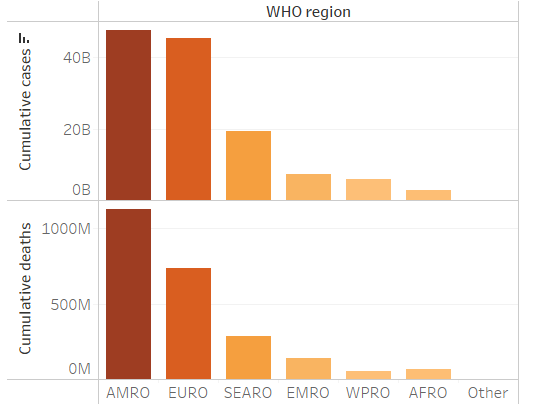 WHO region
Cumulative cases
40B
20B
0B
Cumulative deaths
1000M
500M
0M
AMRO EURO SEARO EMRO WPRO AFRO Other